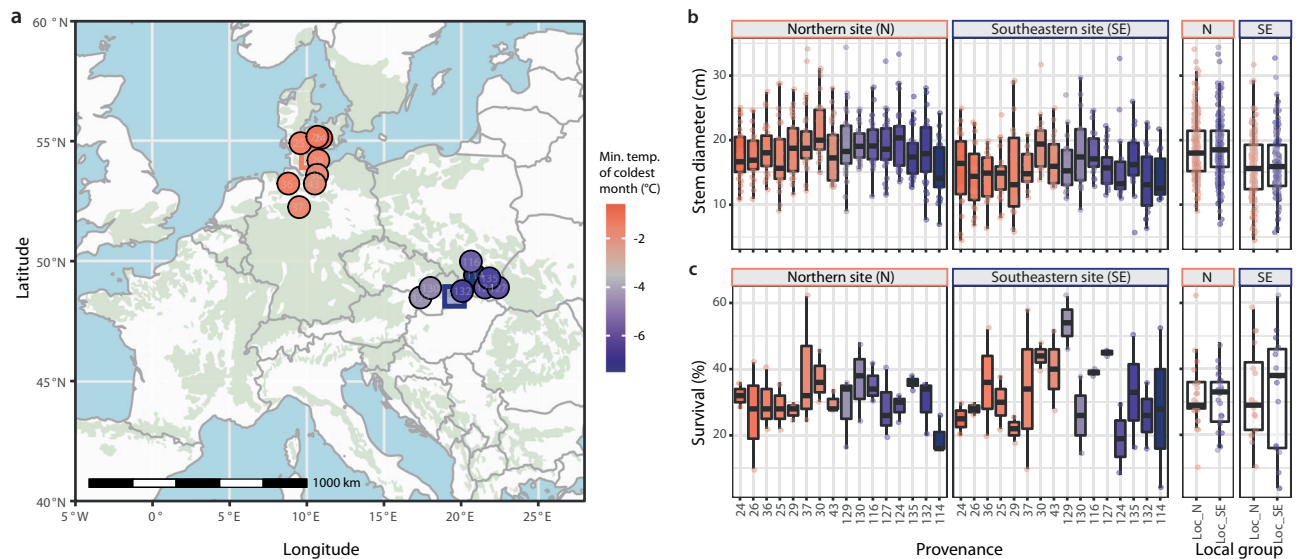 a
60 °N
55°N
50°N
45°N
40°N
5°W
0°
5°E
10°E
15°E
20°E
25°E
Latitude
Longitude
1000 km
Min. temp.
of coldest
month (°C)
-2
-4
-6
b
Northern site (N)
Southeastern site (SE)
N
SE
Stem diameter (cm)
30
20
10
c
Northern site (N)
Southeastern site (SE)
N
SE
Survival (%)
60
40
20
24 26 36 25 29 37 30 43 129 130 116 127 124 135 132 114
24 26 36 25 29 37 30 43 129 130 116 127 124 135 132 114
Loc_N Loc_SE
Loc_N Loc_SE
Provenance
Local group